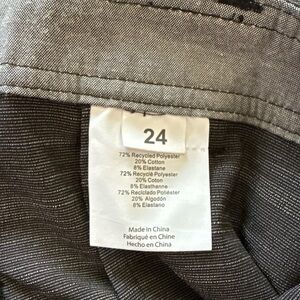 24
72% Recycled Polyester
20% Cotton
8% Elastane
72% Recyclé Polyester
20% Coton
8% Elasthanne
72% Reciclado Poliéster
20% Algodón
8% Elastano
Made in China
Fabriqué en Chine
Hecho en China